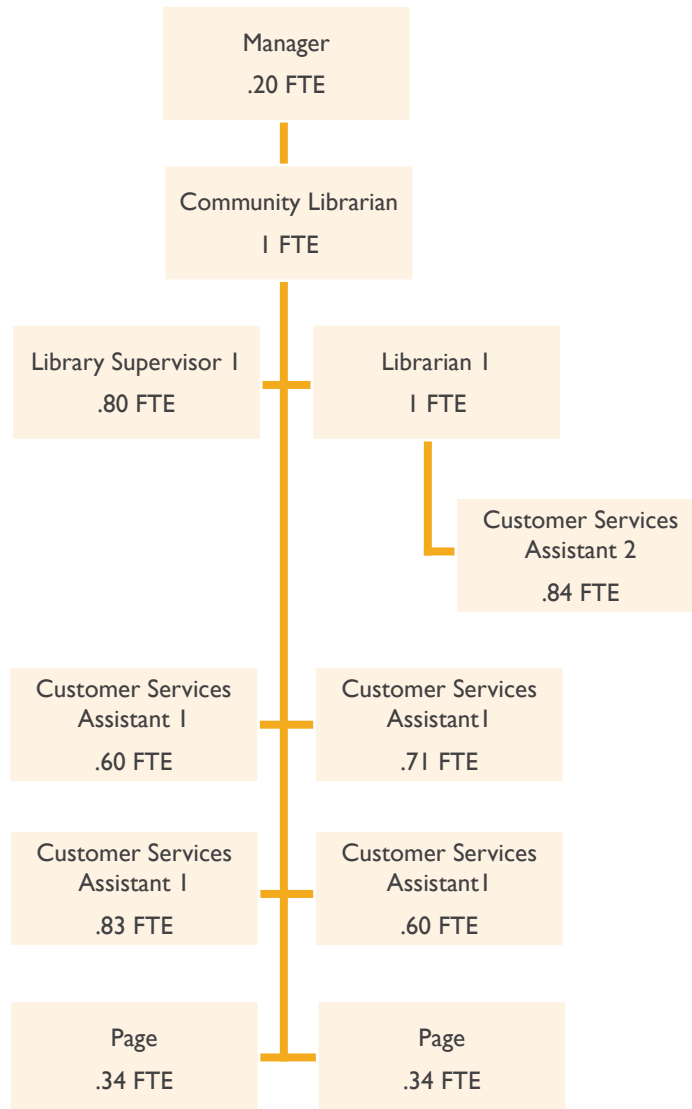 Manager
.20 FTE
Community Librarian
1 FTE
Library Supervisor 1
.80 FTE
Librarian 1
1 FTE
Customer Services
Assistant 2
.84 FTE
Customer Services
Assistant 1
.60 FTE
Customer Services
Assistant1
.71 FTE
Customer Services
Assistant 1
.83 FTE
Customer Services
Assistant1
.60 FTE
Page
.34 FTE
Page
.34 FTE